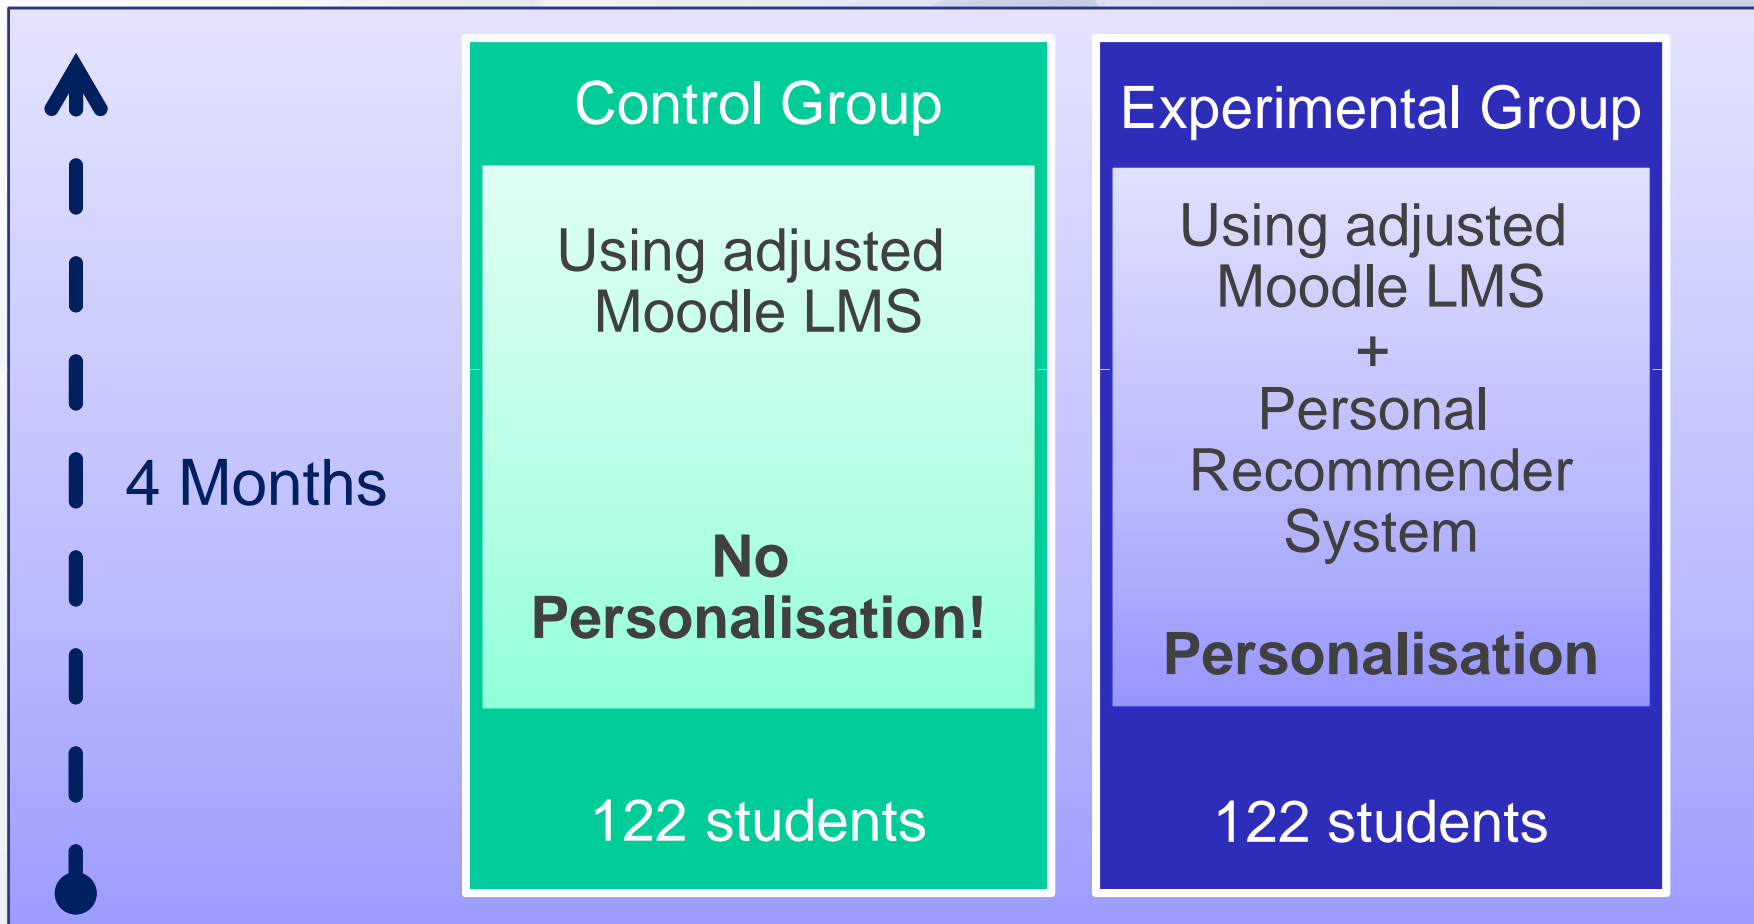 4 Months
Control Group
Using adjusted
Moodle LMS
No
Personalisation!
122 students
Experimental Group
Using adjusted
Moodle LMS
+
Personal
Recommender
System
Personalisation
122 students